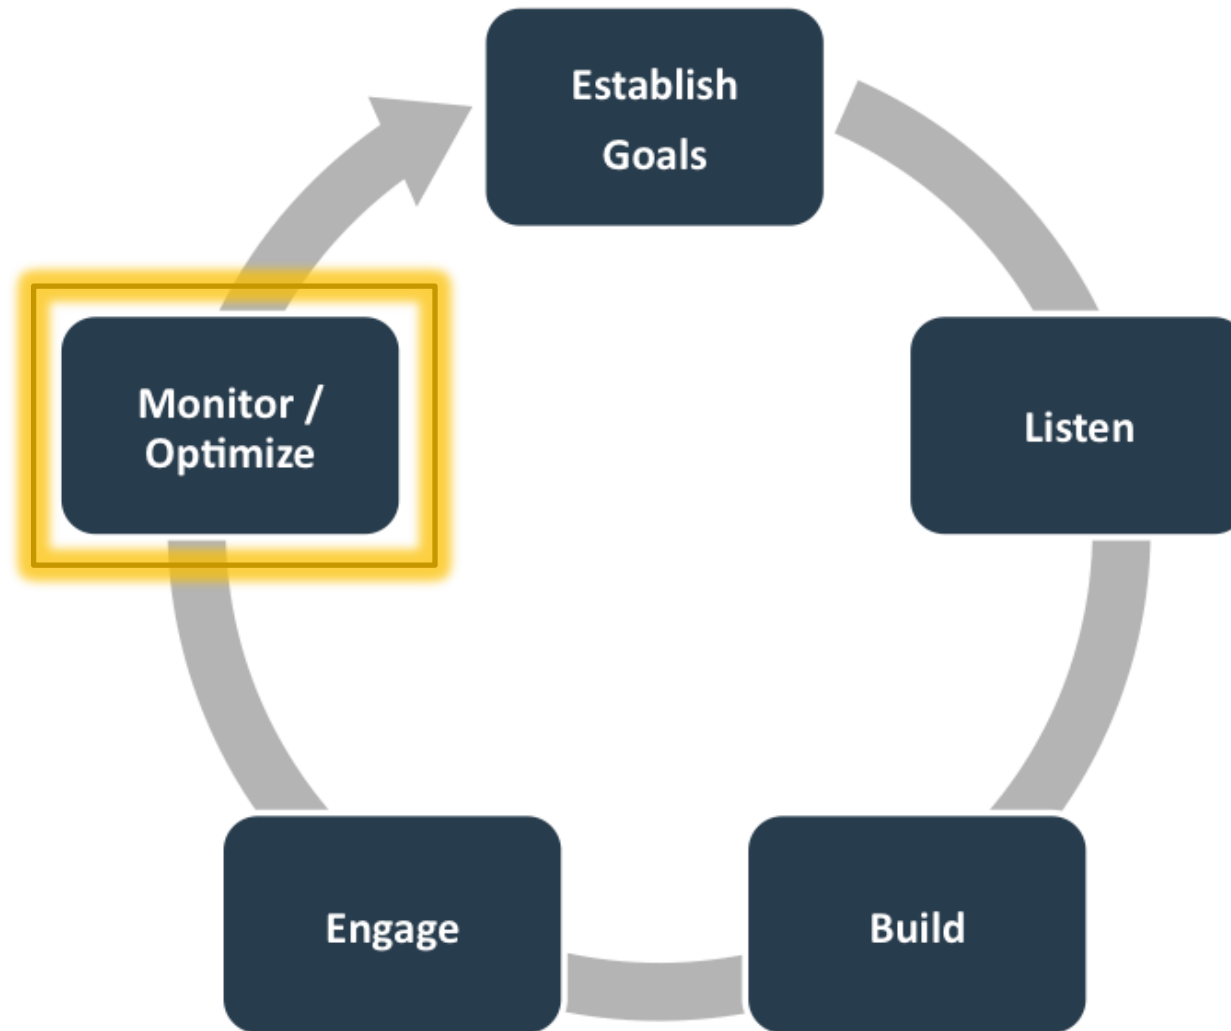 Establish
Goals
Listen
Build
Engage
Monitor /
Optimize